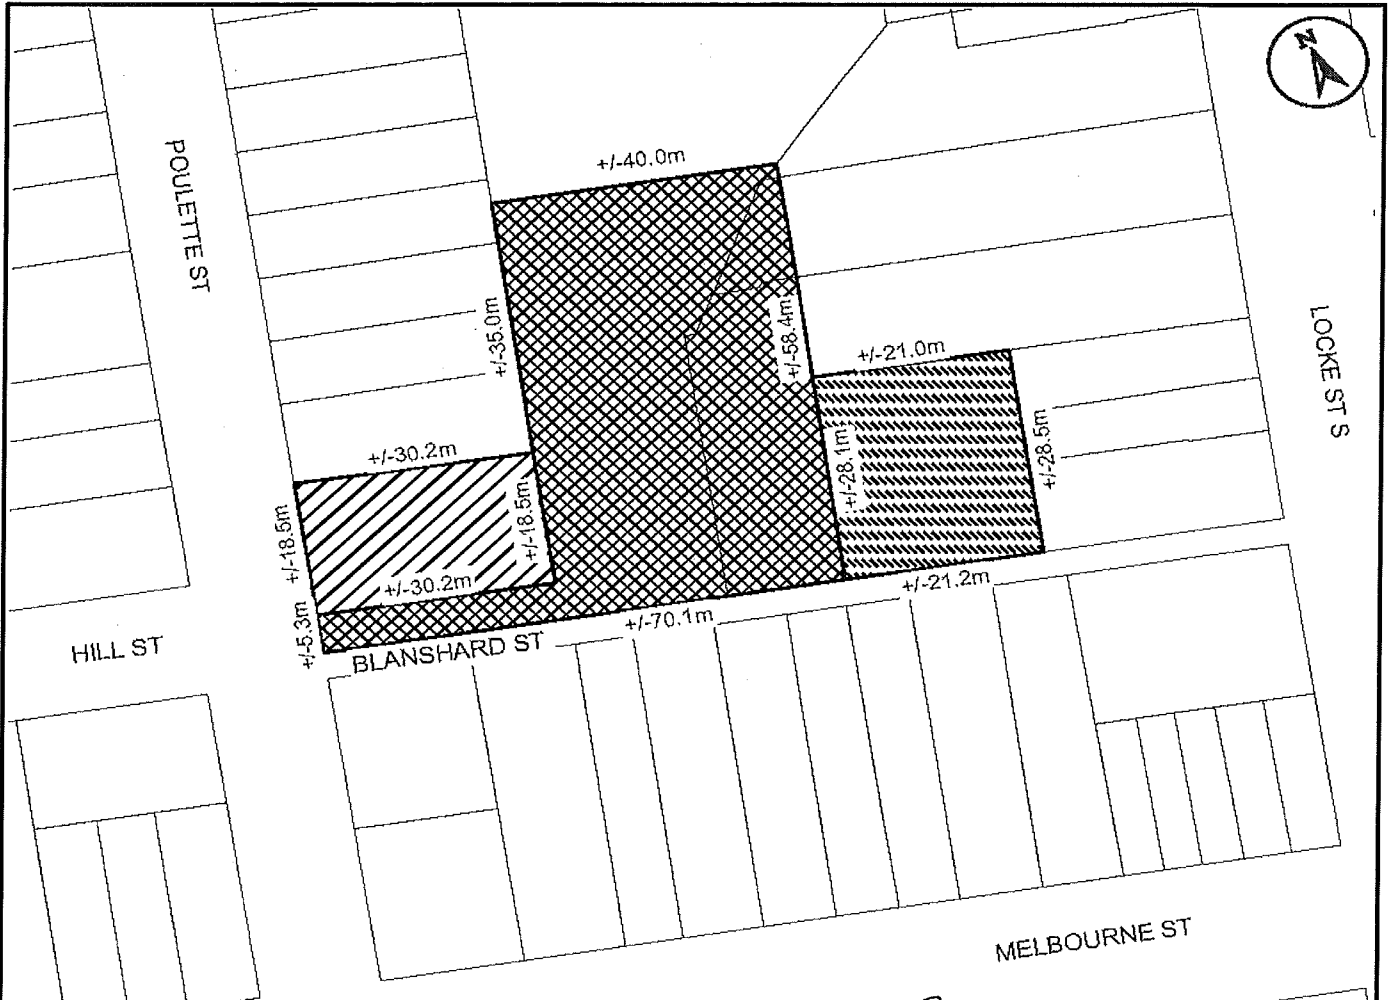 N
POULETTE ST
+/-40.0m
+/-35.0m
+/-58.4m
+/-21.0m
LOCKE ST S
+/-30.2m
+/-28.1m
+/-28.5m
+/-18.5m
+/-18.5m
+/-30.2m
+/-21.2m
+/-5.3m
+/-70.1m
HILL ST
BLANSHARD ST
MELBOURNE ST